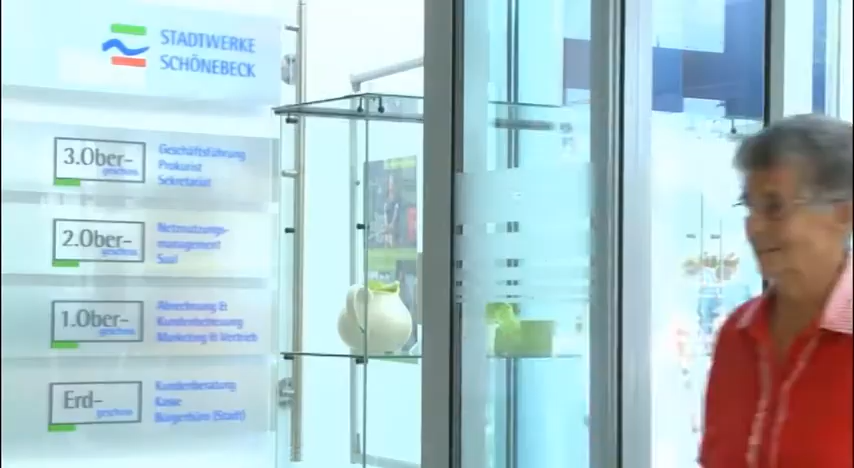 STADTWERKE
SCHÖNEBECK
3.Ober-
geschoss
Geschäftsführung
Prokurist
Sekretariat
2.Ober-
geschoss
Netznutzungs-
management
Saal
1.Ober-
geschoss
Abrechnung &
Kundenbetreuung
Marketing & Vertrieb
Erd-
geschoss
Kundenberatung
Kasse
Bürgerbüro (Stadt)